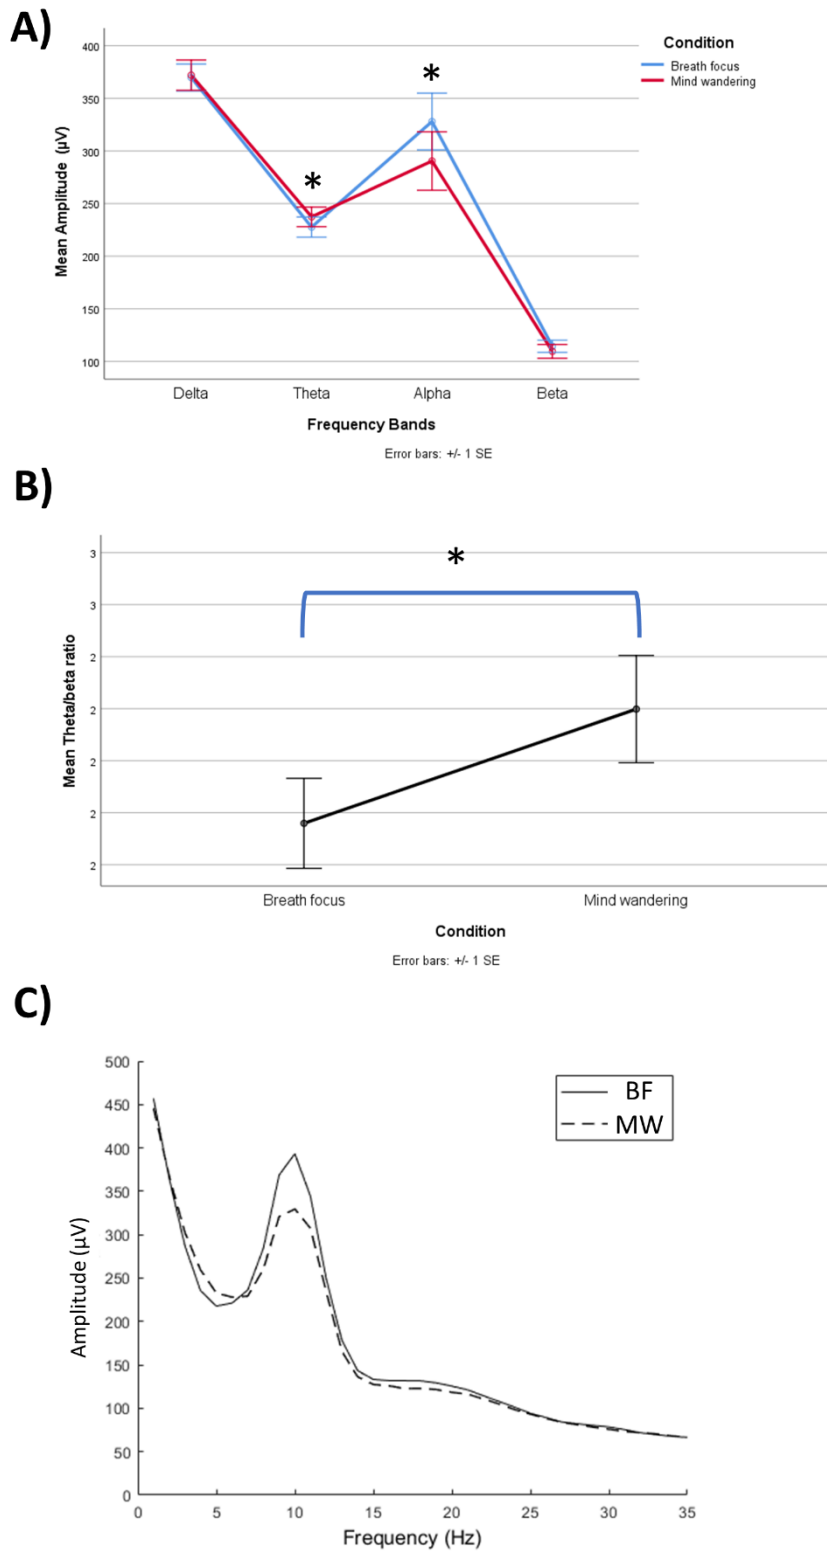 A)
Condition
Breath focus
Mind wandering
*
*
Mean Amplitude (µV)
400
350
300
250
200
150
100
Delta Theta Alpha Beta
Frequency Bands
Error bars: +/- 1 SE
B)
*
Mean Theta/beta ratio
3
3
2
2
2
2
2
Breath focus Mind wandering
Condition
Error bars: +/- 1 SE
C)
BF
MW
Amplitude (µV)
500
450
400
350
300
250
200
150
100
50
0
0 5 10 15 20 25 30 35
Frequency (Hz)